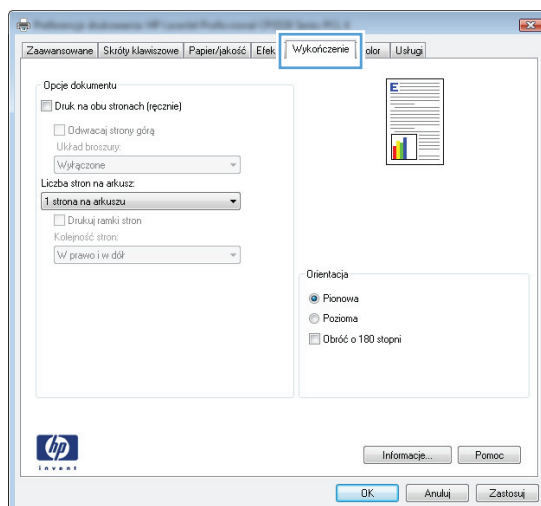 Zaawansowane Skróty klawiszowe Papier/jakość Efek Wykończenie olor Usługi
Opcje dokumentu
Druk na obu stronach (ręcznie)
Odwracaj strony górą
Układ broszury:
Wyłączone
Liczba stron na arkusz:
1 strona na arkuszu
Drukuj ramki stron
Kolejność stron:
W prawo i w dół
E
Orientacja
Pionowa
Pozioma
Obróć o 180 stopni
hp
invent
Informacje... Pomoc
OK Anuluj Zastosuj